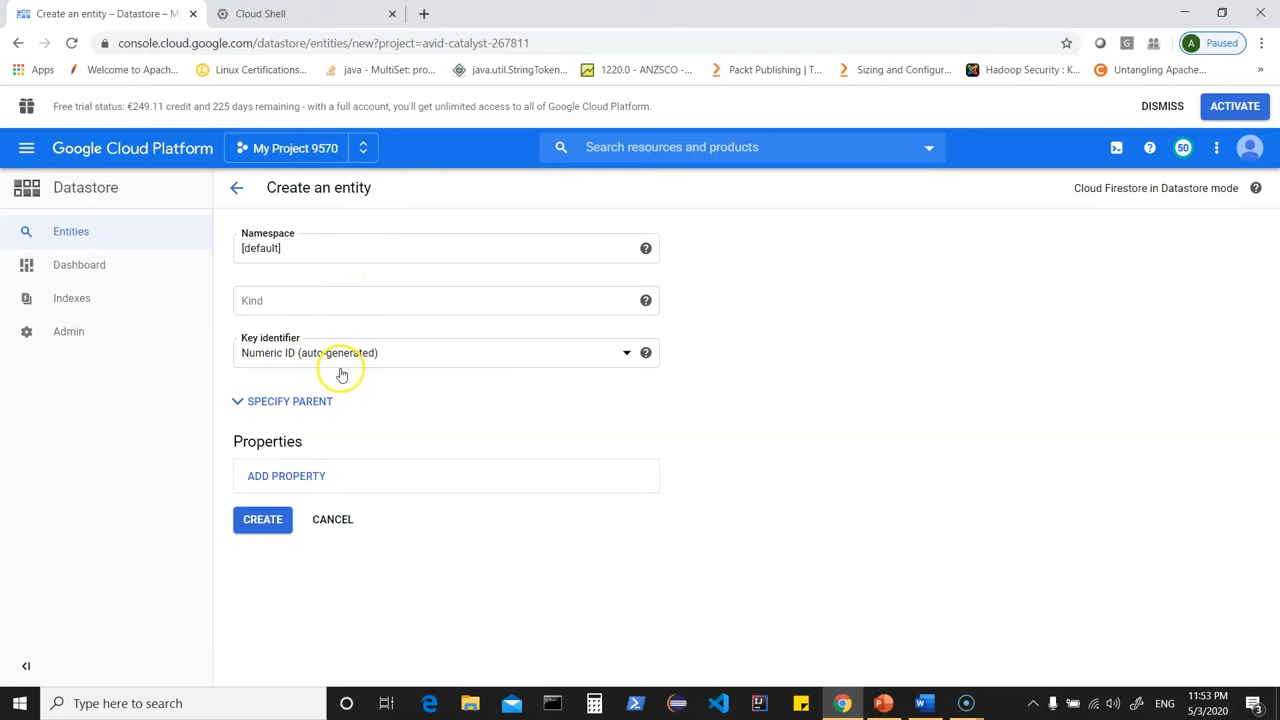 Create an entity – Datastore – M
Cloud Shell
console.cloud.google.com/datastore/entities/new?project=avid-catalyst-267811
A
Paused
Apps
Welcome to Apach...
Linux Certifications...
java - MultiSet: pro...
java.util.StringToken...
1220.0 - ANZSCO -...
Packt Publishing | T...
Sizing and Configur...
Hadoop Security : K...
Untangling Apache...
»
Free trial status: €249.11 credit and 225 days remaining - with a full account, you'll get unlimited access to all of Google Cloud Platform.
DISMISS
ACTIVATE
Google Cloud Platform
My Project 9570
Search resources and products
50
Datastore
Create an entity
Cloud Firestore in Datastore mode
Entities
Dashboard
Indexes
Admin
Namespace
[default]
Kind
Key identifier
Numeric ID (auto-generated)
SPECIFY PARENT
Properties
ADD PROPERTY
CREATE
CANCEL
Type here to search
ENG
11:53 PM
5/3/2020
3